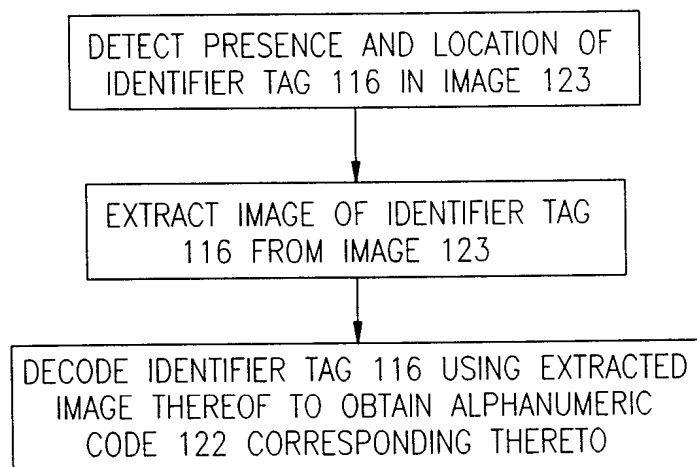 DETECT PRESENCE AND LOCATION OF
IDENTIFIER TAG 116 IN IMAGE 123
EXTRACT IMAGE OF IDENTIFIER TAG
116 FROM IMAGE 123
DECODE IDENTIFIER TAG 116 USING EXTRACTED
IMAGE THEREOF TO OBTAIN ALPHANUMERIC
CODE 122 CORRESPONDING THERETO